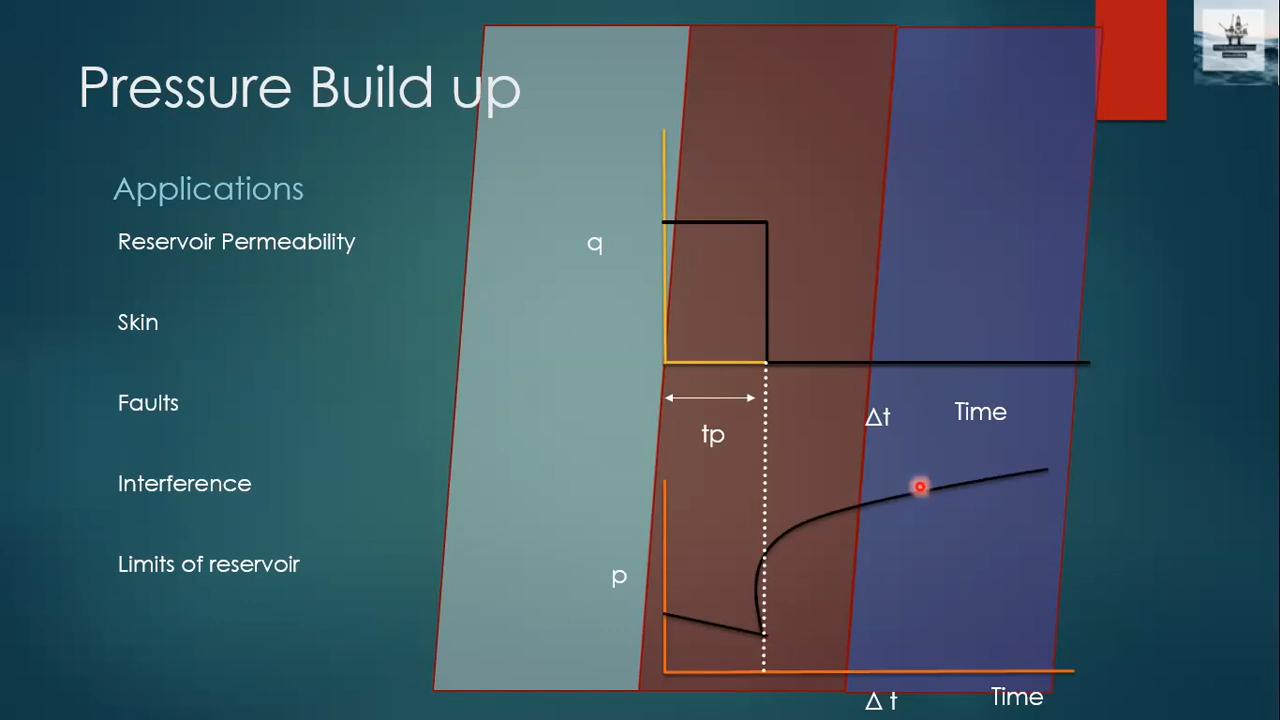 Pressure Build up
Applications
Reservoir Permeability
Skin
Faults
Interference
Limits of reservoir
q
tp
Δt
Time
p
Δ t
Time